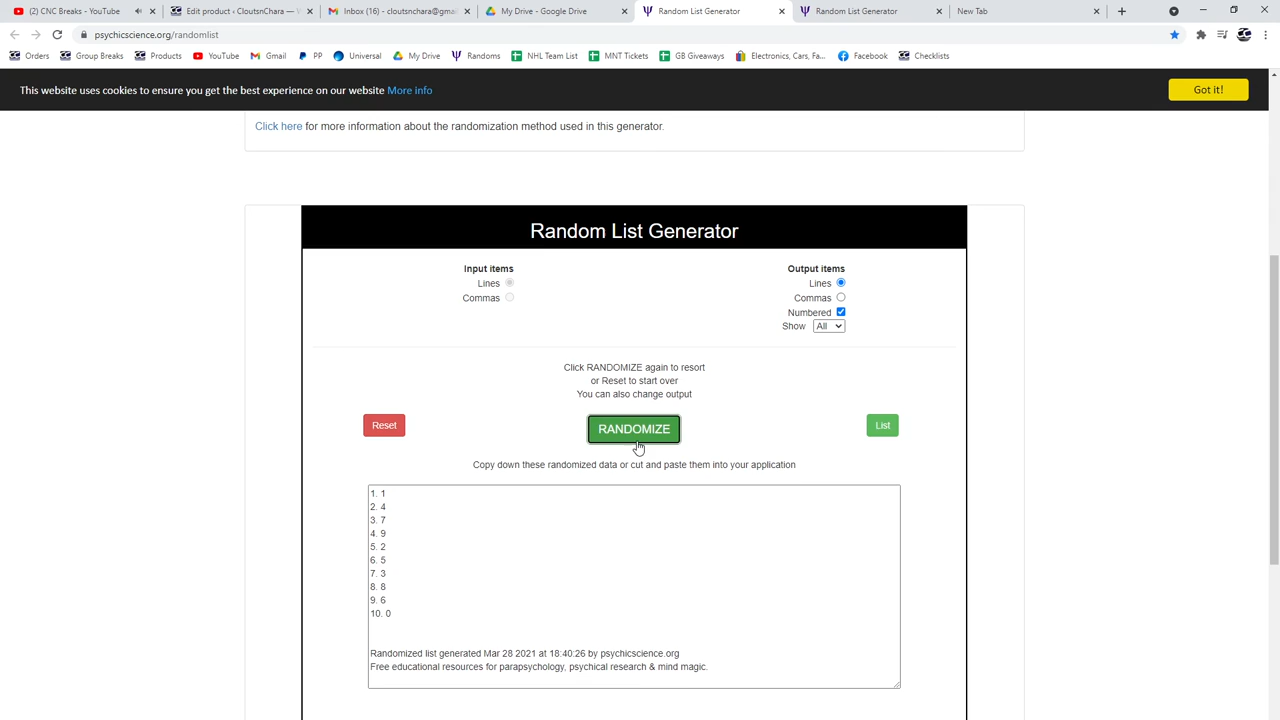 CNC Breaks - YouTube
Edit product ‹ CloutsnChara — W
Inbox (16) - cloutsnchara@gmail
My Drive - Google Drive
Random List Generator
Random List Generator
New Tab
psychicscience.org/randomlist
Orders
Group Breaks
Products
YouTube
Gmail
PP
Universal
My Drive
Randoms
NHL Team List
MNT Tickets
GB Giveaways
Electronics, Cars, Fa...
Facebook
Checklists
This website uses cookies to ensure you get the best experience on our website More info
Got it!
Click here for more information about the randomization method used in this generator.
Random List Generator
Input items
Lines
Commas
Output items
Lines
Commas
Numbered
Show All
Click RANDOMIZE again to resort
or Reset to start over
You can also change output
Reset
RANDOMIZE
List
Copy down these randomized data or cut and paste them into your application
1. 1
2. 4
3. 7
4. 9
5. 2
6. 5
7. 3
8. 8
9. 6
10. 0
Randomized list generated Mar 28 2021 at 18:40:26 by psychicscience.org
Free educational resources for parapsychology, psychical research & mind magic.